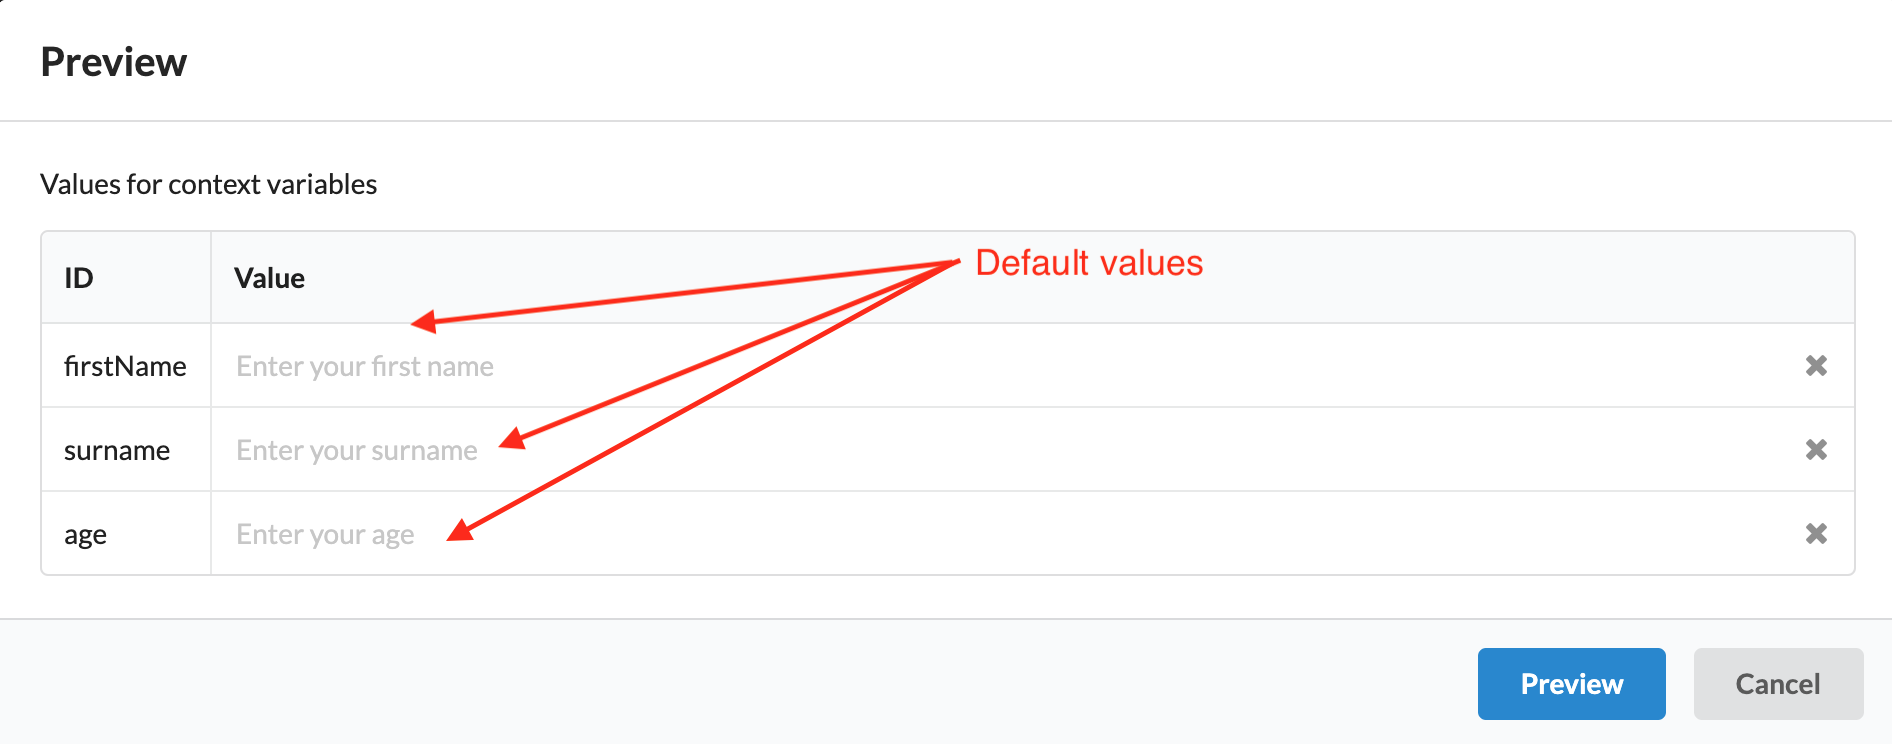 Preview
Values for context variables
ID Value
Default values
firstName Enter your first name
surname Enter your surname
age Enter your age
Preview Cancel